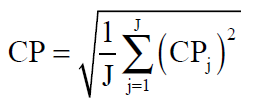 CP = √(1/J ∑_{j=1}^{J} (CP_j)^2)